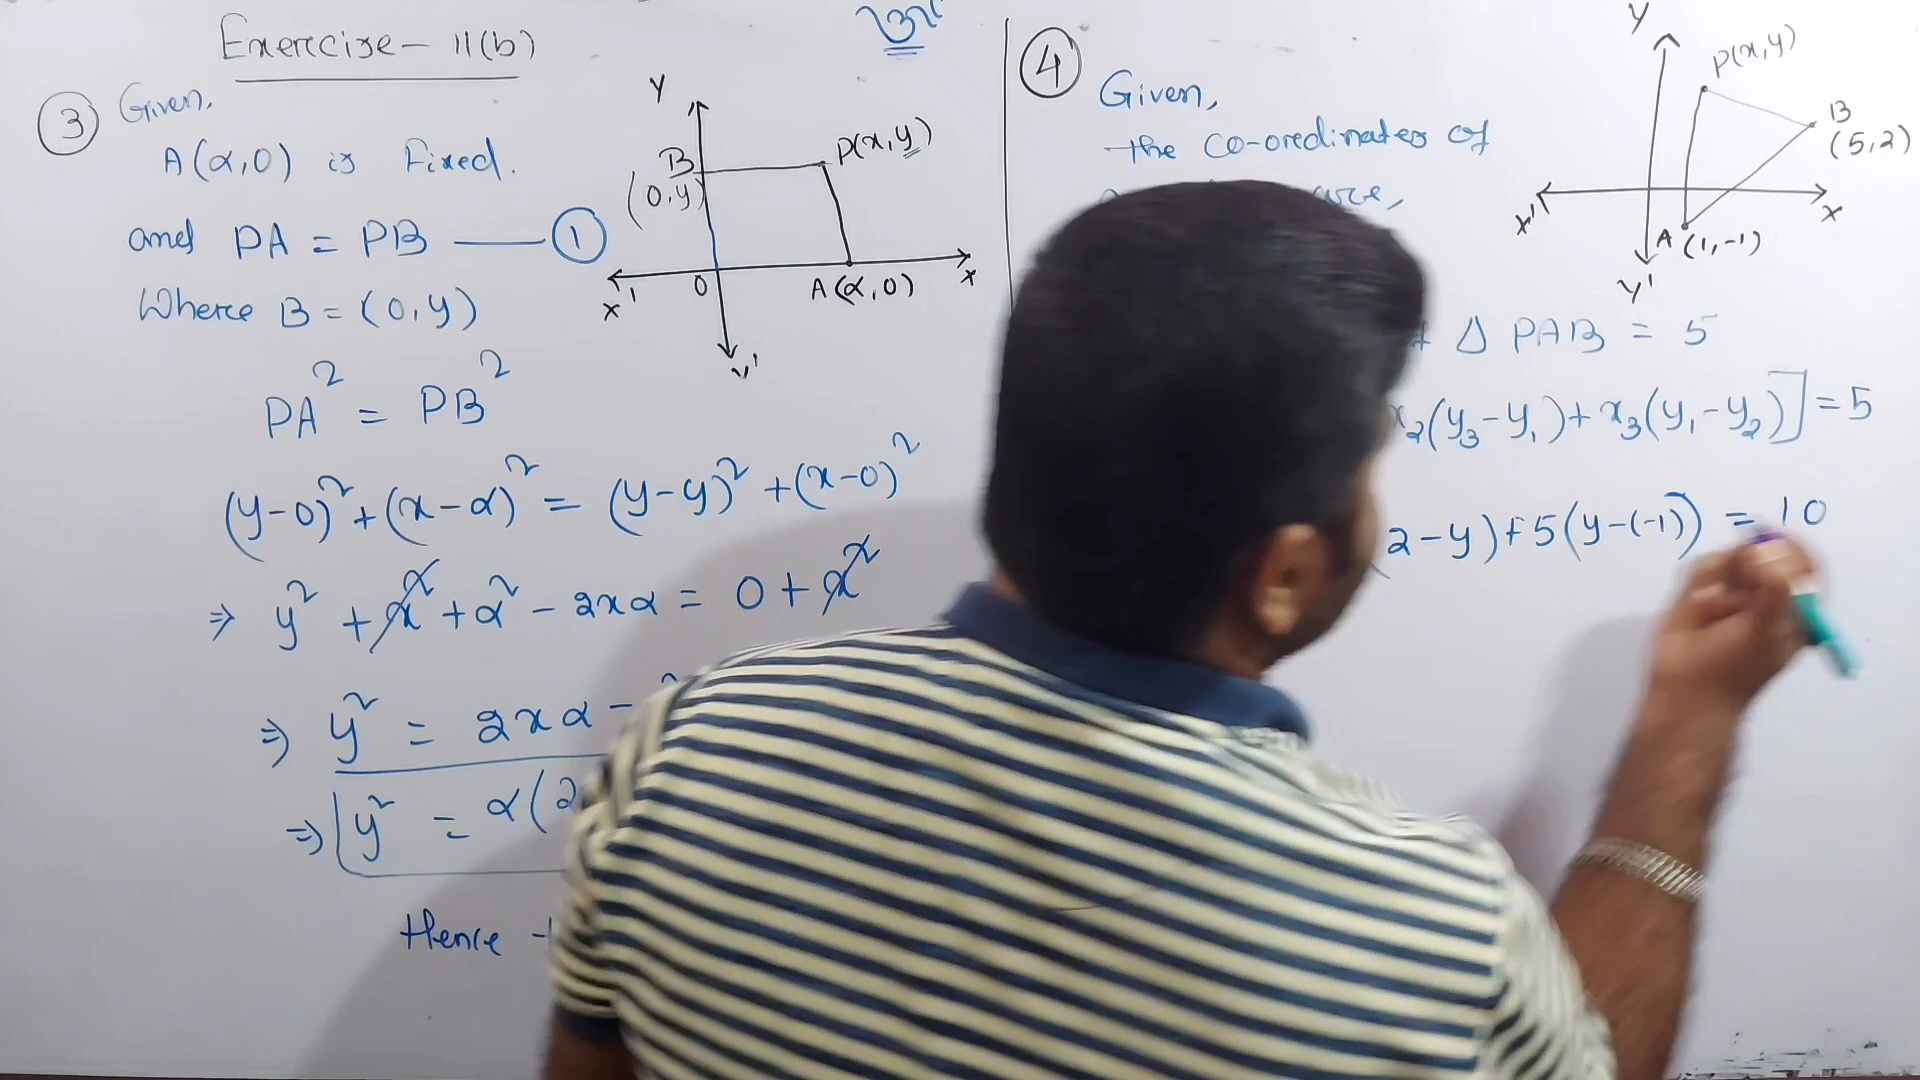 Exercise - 11(b)
3 Given,
A(α,0) is Fixed.
and PA = PB —— 1
Where B = (0,y)
PA² = PB²
(y-0)²+(x-α)² = (y-y)²+(x-0)²
⇒ y² + x² + α² - 2xα = 0 + x²
⇒ y² = 2xα -
⇒ y² = α(2
Hence
Y
B
(0,y)
P(x,y)
X'
O
A(α,0)
X
Y'
4
Given,
the co-ordinates of
are,
Δ PAB = 5
x₂(y₃-y₁)+x₃(y₁-y₂)]=5
2-y)+5(y-(-1)) = 10
Y
P(x,y)
B
(5,2)
X'
X
A (1,-1)
Y'